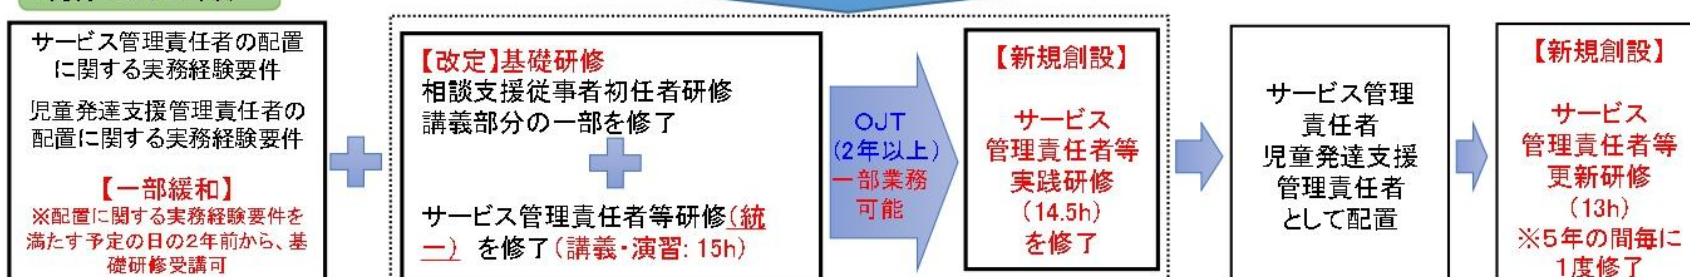 サービス管理責任者の配置
に関する実務経験要件
児童発達支援管理責任者の
配置に関する実務経験要件
【一部緩和】
※配置に関する実務経験要件を
満たす予定の日の2年前から、基
礎研修受講可
【改定】基礎研修
相談支援従事者初任者研修
講義部分の一部を修了
サービス管理責任者等研修(統
一) を修了(講義・演習: 15h)
OJT
(2年以上)
一部業務
可能
【新規創設】
サービス
管理責任者等
実践研修
(14.5h)
を修了
サービス管理
責任者
児童発達支援
管理責任者
として配置
【新規創設】
サービス
管理責任者等
更新研修
(13h)
※5年の間毎に
1度修了